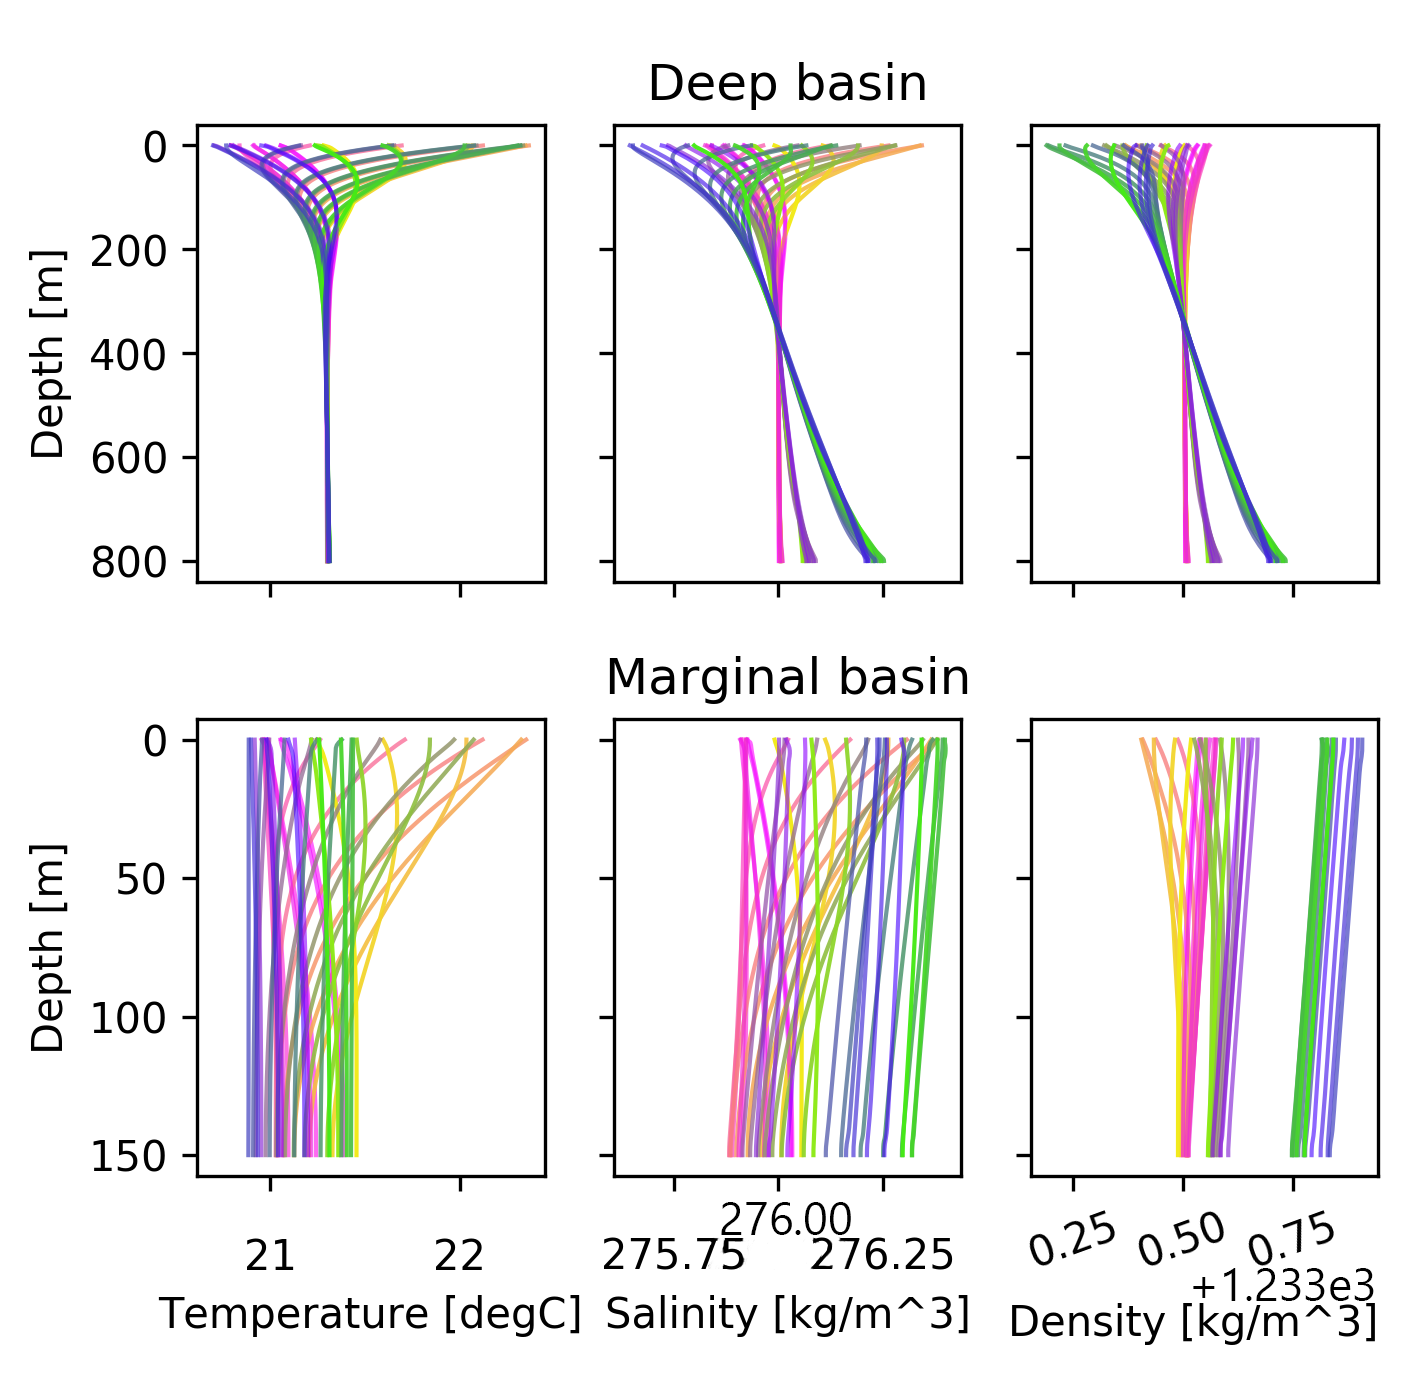 Deep basin
0
200
400
600
800
Depth [m]
Marginal basin
0
50
100
150
Depth [m]
21
22
275.75
276.00
276.25
0.25
0.50
0.75
+1.233e3
Temperature [degC]
Salinity [kg/m^3]
Density [kg/m^3]